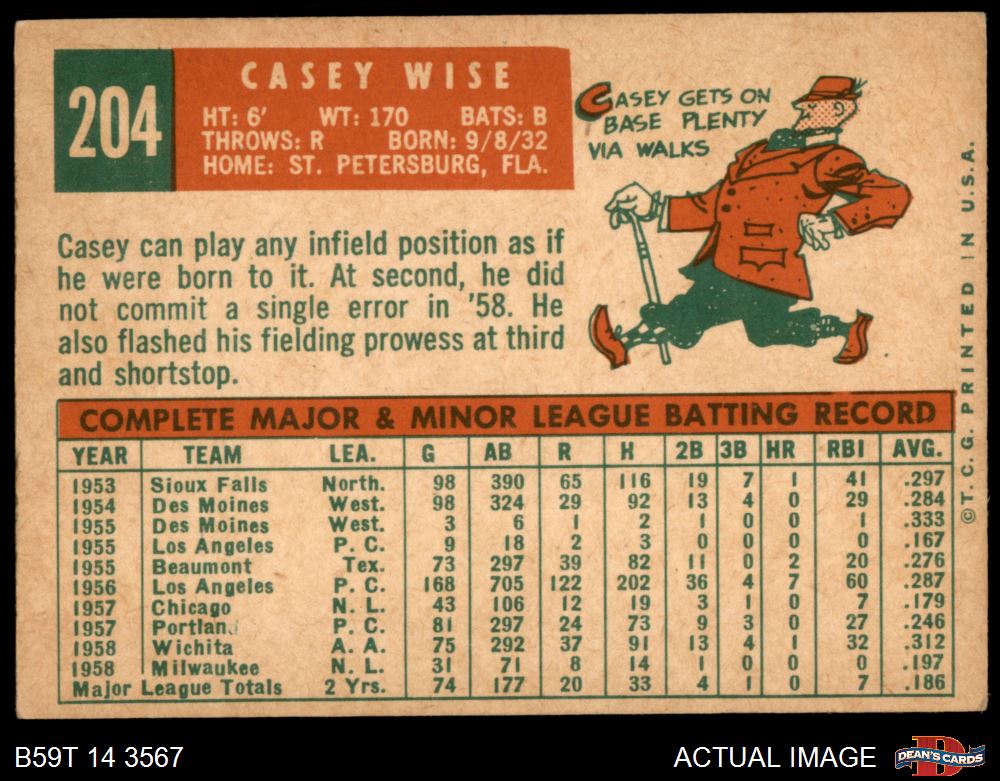 204
CASEY WISE
HT: 6' WT: 170 BATS: B
THROWS: R BORN: 9/8/32
HOME: ST. PETERSBURG, FLA.
CASEY GETS ON
BASE PLENTY
VIA WALKS
Casey can play any infield position as if
he were born to it. At second, he did
not commit a single error in '58. He
also flashed his fielding prowess at third
and shortstop.
COMPLETE MAJOR & MINOR LEAGUE BATTING RECORD
YEAR TEAM LEA. G AB R H 2B 3B HR RBI AVG.
1953 Sioux Falls North. 98 390 65 116 19 7 1 41 .297
1954 Des Moines West. 98 324 29 92 13 4 0 29 .284
1955 Des Moines West. 3 6 1 2 1 0 0 1 .333
1955 Los Angeles P. C. 9 18 2 3 0 0 0 0 .167
1955 Beaumont Tex. 73 297 39 82 11 0 2 20 .276
1956 Los Angeles P. C. 168 705 122 202 36 4 7 60 .287
1957 Chicago N. L. 43 106 12 19 3 1 0 7 .179
1957 Portland P. C. 81 297 24 73 9 3 0 27 .246
1958 Wichita A. A. 75 292 37 91 13 4 1 32 .312
1958 Milwaukee N. L. 31 71 8 14 1 0 0 0 .197
Major League Totals 2 Yrs. 74 177 20 33 4 1 0 7 .186
©T. C. G. PRINTED IN U.S.A.
B59T 14 3567
ACTUAL IMAGE
D
DEAN'S CARDS